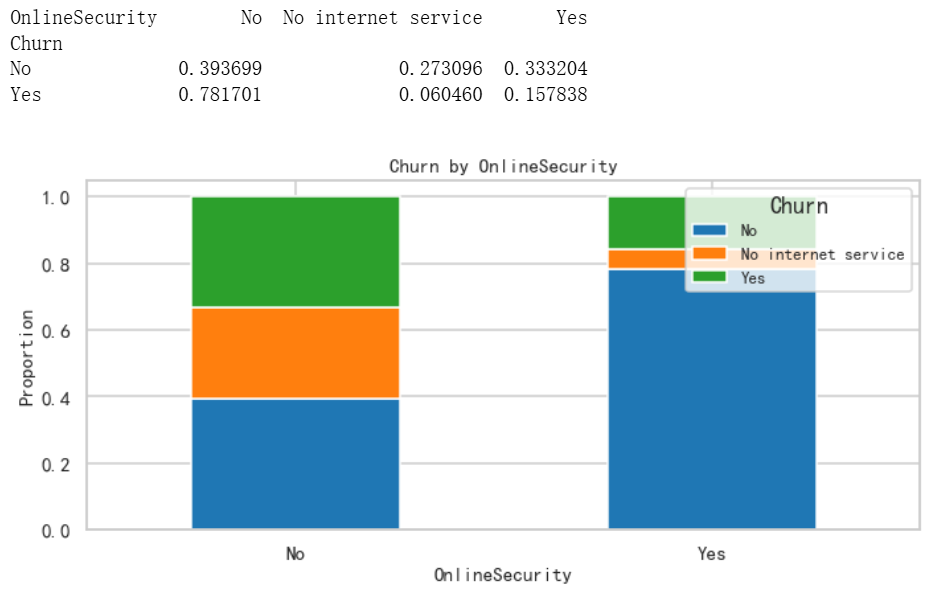 OnlineSecurity No No internet service Yes
Churn
No 0.393699 0.273096 0.333204
Yes 0.781701 0.060460 0.157838
Churn by OnlineSecurity
Churn
No
No internet service
Yes
Proportion
1.0
0.8
0.6
0.4
0.2
0.0
No Yes
OnlineSecurity